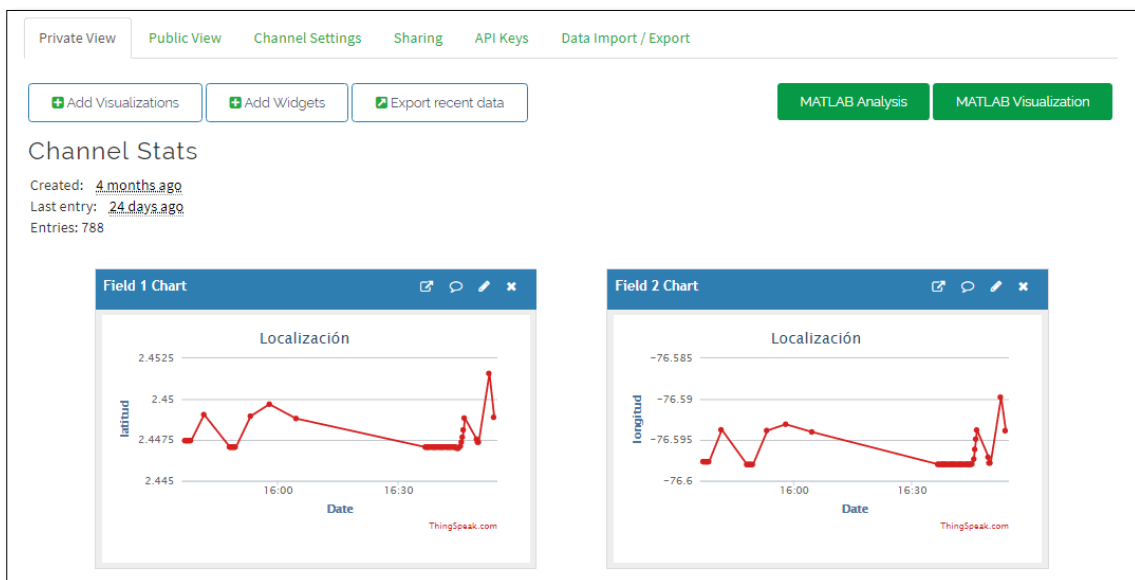 Private View Public View Channel Settings Sharing API Keys Data Import / Export
Add Visualizations Add Widgets Export recent data MATLAB Analysis MATLAB Visualization
Channel Stats
Created: 4 months ago
Last entry: 24 days ago
Entries: 788
Field 1 Chart
Localización
latitud
2.4525
2.45
2.4475
2.445
16:00 16:30
Date
ThingSpeak.com
Field 2 Chart
Localización
longitud
-76.585
-76.59
-76.595
-76.6
16:00 16:30
Date
ThingSpeak.com